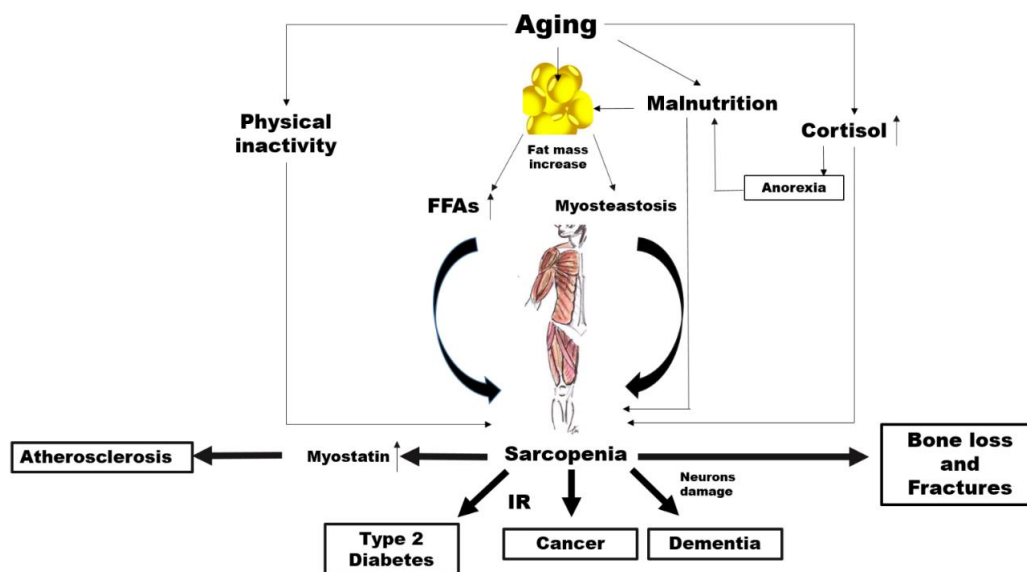 Aging
Physical
inactivity
Malnutrition
Cortisol
Fat mass
increase
Anorexia
FFAs
Myosteastosis
Sarcopenia
Atherosclerosis
Myostatin
Neurons
damage
Bone loss
and
Fractures
IR
Type 2
Diabetes
Cancer
Dementia